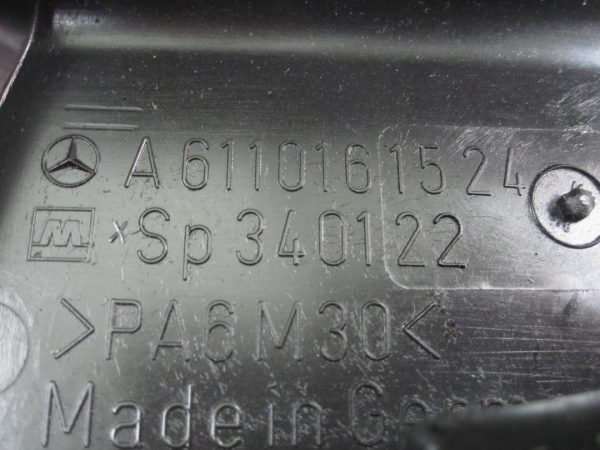 A 611 016 15 24
M *Sp 340122
>PA6 M30<
Made in